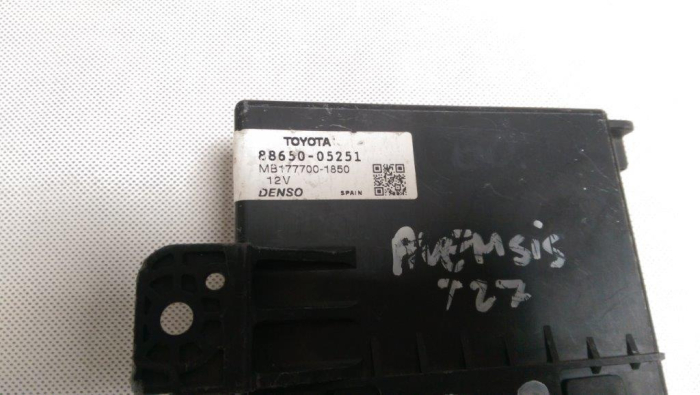 TOYOTA
88650-05251
MB177700-1850
12V
DENSO SPAIN
AVENSIS
T27